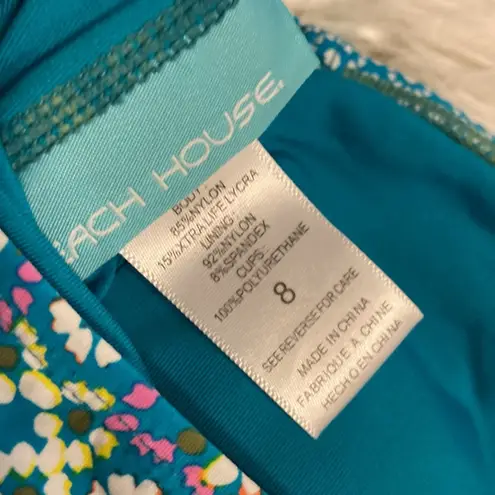 EACH HOUSE
BODY:
85%NYLON
15%XTRA LIFE LYCRA
LINING:
92%NYLON
8%SPANDEX
CUPS:
100%POLYURETHANE
8
SEE REVERSE FOR CARE
MADE IN CHINA
FABRIQUE A CHINE
HECHO EN CHINA